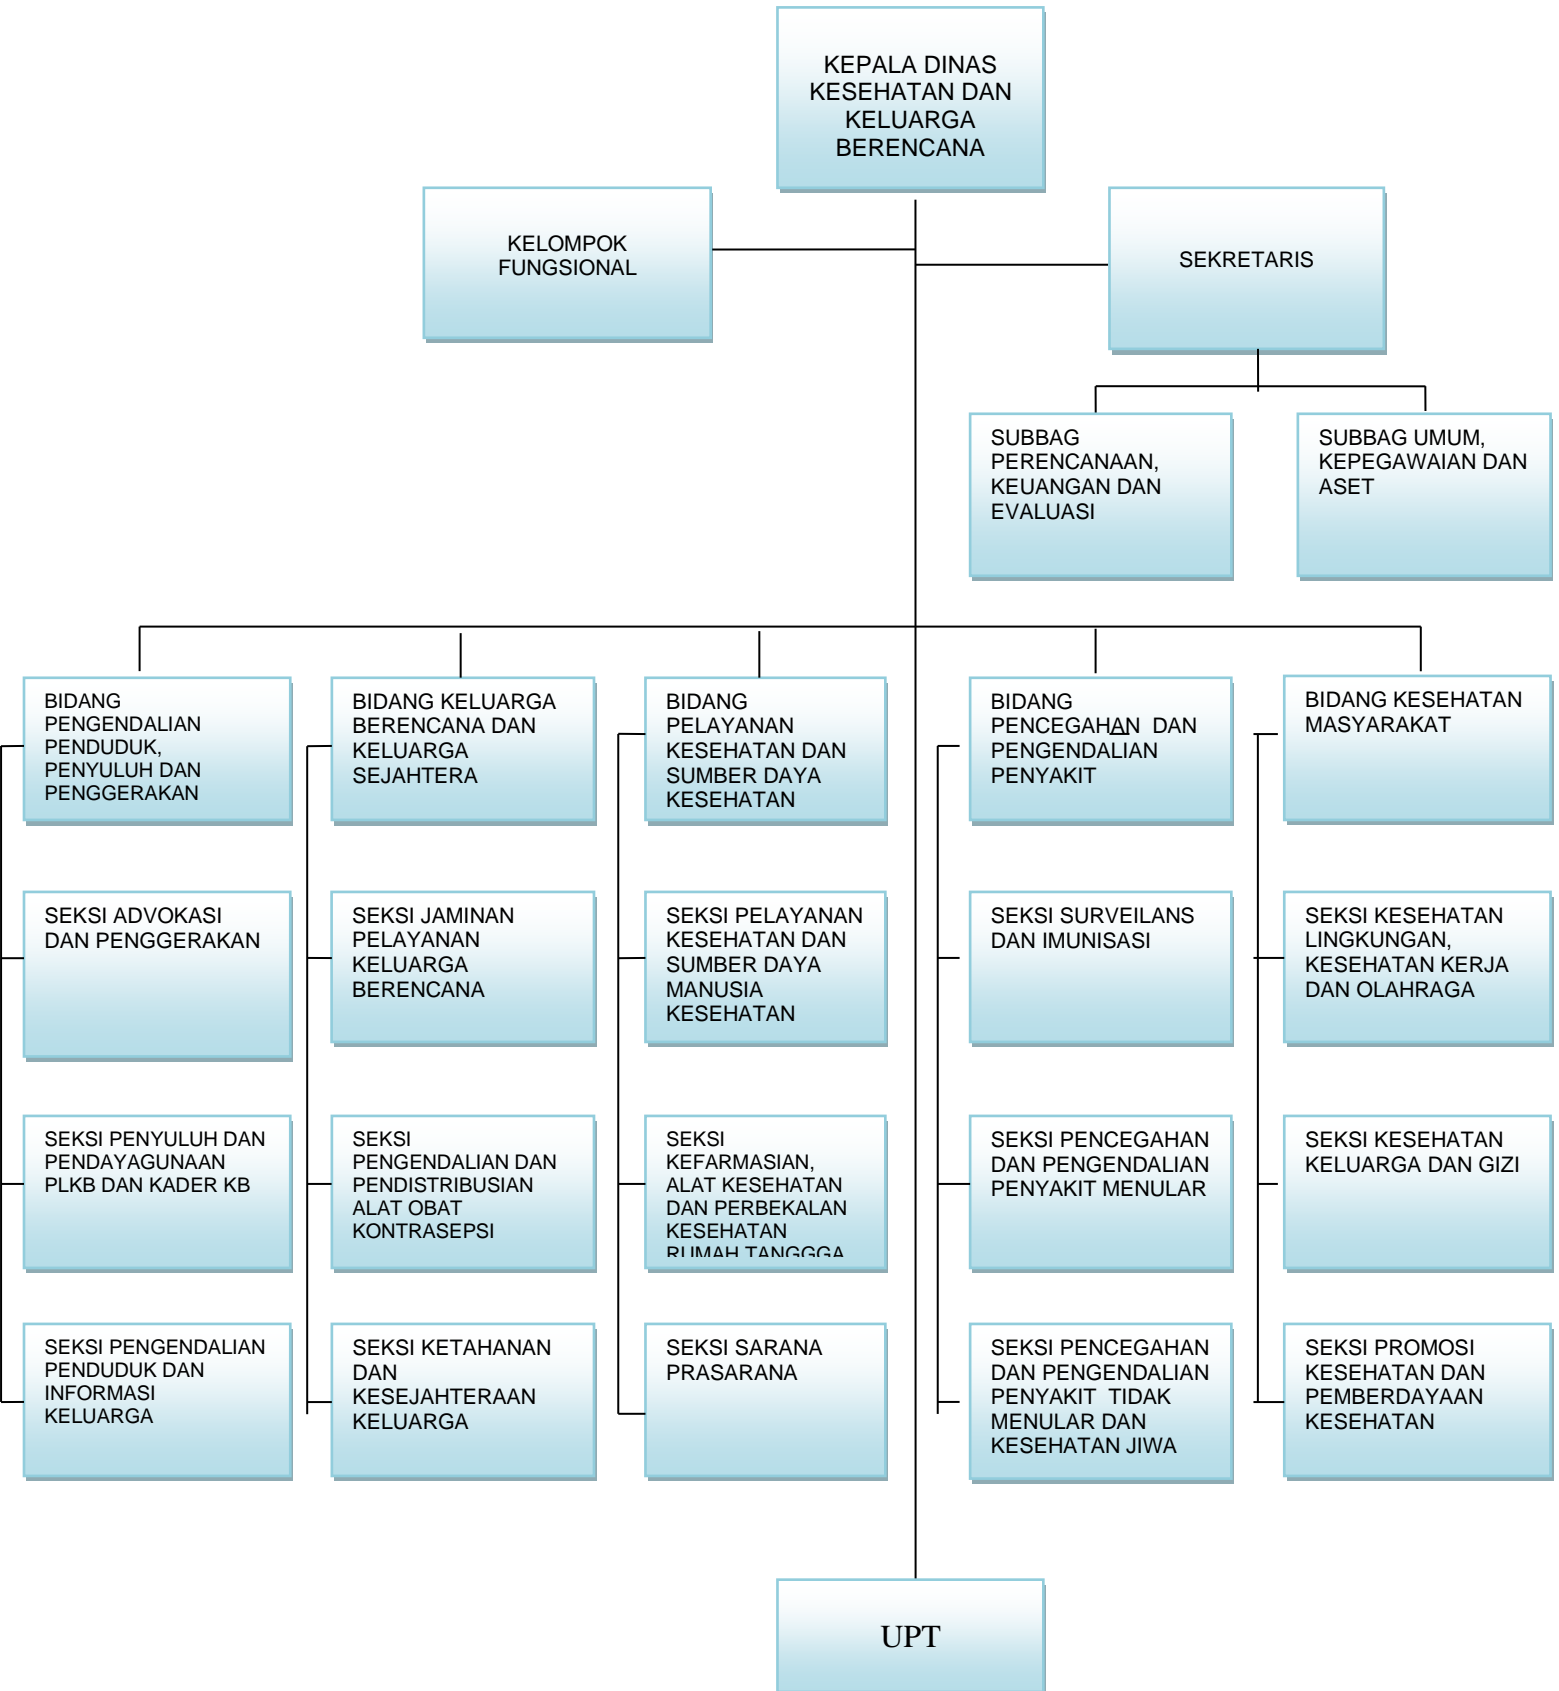 KEPALA DINAS
KESEHATAN DAN
KELUARGA
BERENCANA
KELOMPOK
FUNGSIONAL
SEKRETARIS
SUBBAG
PERENCANAAN,
KEUANGAN DAN
EVALUASI
SUBBAG UMUM,
KEPEGAWAIAN DAN
ASET
BIDANG
PENGENDALIAN
PENDUDUK,
PENYULUH DAN
PENGGERAKAN
BIDANG KELUARGA
BERENCANA DAN
KELUARGA
SEJAHTERA
BIDANG
PELAYANAN
KESEHATAN DAN
SUMBER DAYA
KESEHATAN
BIDANG
PENCEGAHAN  DAN
PENGENDALIAN
PENYAKIT
BIDANG KESEHATAN
MASYARAKAT
SEKSI ADVOKASI
DAN PENGGERAKAN
SEKSI JAMINAN
PELAYANAN
KELUARGA
BERENCANA
SEKSI PELAYANAN
KESEHATAN DAN
SUMBER DAYA
MANUSIA
KESEHATAN
SEKSI SURVEILANS
DAN IMUNISASI
SEKSI KESEHATAN
LINGKUNGAN,
KESEHATAN KERJA
DAN OLAHRAGA
SEKSI PENYULUH DAN
PENDAYAGUNAAN
PLKB DAN KADER KB
SEKSI
PENGENDALIAN DAN
PENDISTRIBUSIAN
ALAT OBAT
KONTRASEPSI
SEKSI
KEFARMASIAN,
ALAT KESEHATAN
DAN PERBEKALAN
KESEHATAN
RUMAH TANGGGA
SEKSI PENCEGAHAN
DAN PENGENDALIAN
PENYAKIT MENULAR
SEKSI KESEHATAN
KELUARGA DAN GIZI
SEKSI PENGENDALIAN
PENDUDUK DAN
INFORMASI
KELUARGA
SEKSI KETAHANAN
DAN
KESEJAHTERAAN
KELUARGA
SEKSI SARANA
PRASARANA
SEKSI PENCEGAHAN
DAN PENGENDALIAN
PENYAKIT  TIDAK
MENULAR DAN
KESEHATAN JIWA
SEKSI PROMOSI
KESEHATAN DAN
PEMBERDAYAAN
KESEHATAN
UPT